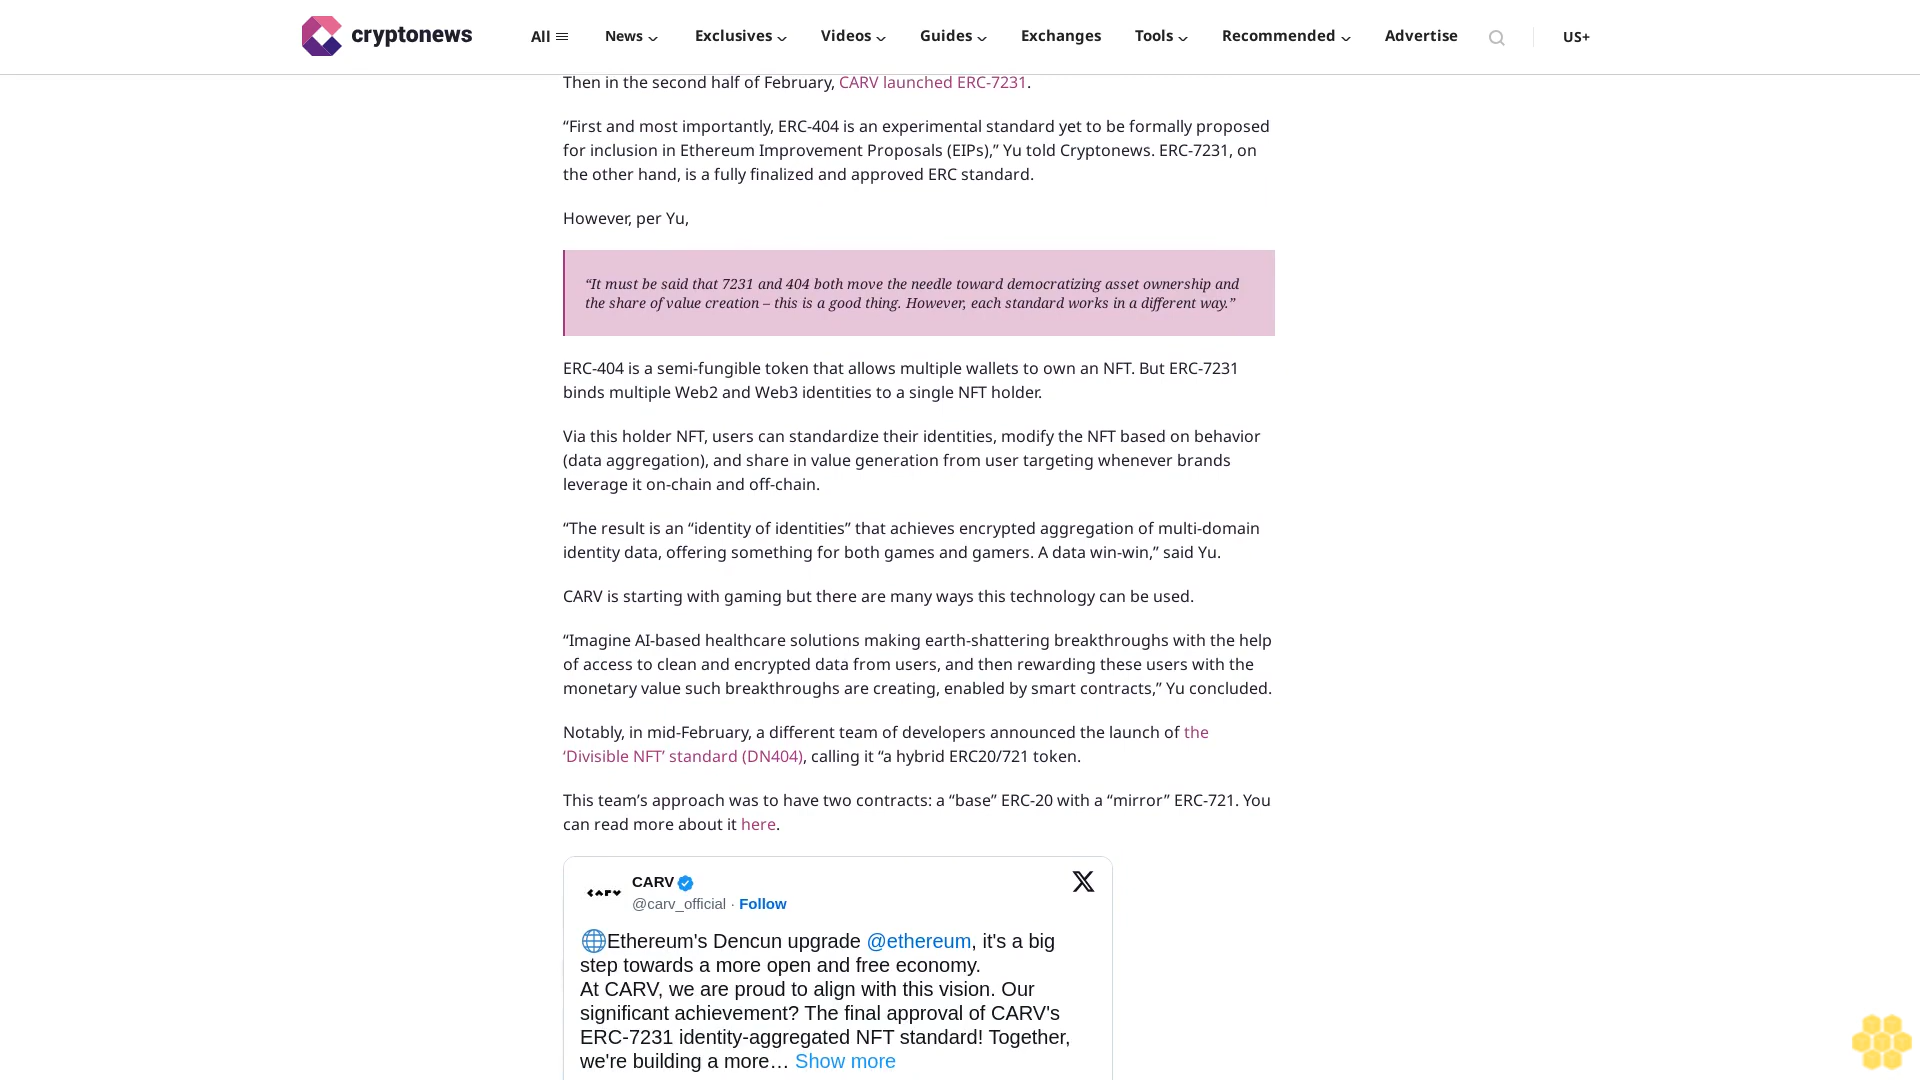 cryptonews
All
News
Exclusives
Videos
Guides
Exchanges
Tools
Recommended
Advertise
US+
Then in the second half of February, CARV launched ERC-7231.
“First and most importantly, ERC-404 is an experimental standard yet to be formally proposed
for inclusion in Ethereum Improvement Proposals (EIPs),” Yu told Cryptonews. ERC-7231, on
the other hand, is a fully finalized and approved ERC standard.
However, per Yu,
“It must be said that 7231 and 404 both move the needle toward democratizing asset ownership and
the share of value creation – this is a good thing. However, each standard works in a different way.”
ERC-404 is a semi-fungible token that allows multiple wallets to own an NFT. But ERC-7231
binds multiple Web2 and Web3 identities to a single NFT holder.
Via this holder NFT, users can standardize their identities, modify the NFT based on behavior
(data aggregation), and share in value generation from user targeting whenever brands
leverage it on-chain and off-chain.
“The result is an “identity of identities” that achieves encrypted aggregation of multi-domain
identity data, offering something for both games and gamers. A data win-win,” said Yu.
CARV is starting with gaming but there are many ways this technology can be used.
“Imagine AI-based healthcare solutions making earth-shattering breakthroughs with the help
of access to clean and encrypted data from users, and then rewarding these users with the
monetary value such breakthroughs are creating, enabled by smart contracts,” Yu concluded.
Notably, in mid-February, a different team of developers announced the launch of the
‘Divisible NFT’ standard (DN404), calling it “a hybrid ERC20/721 token.
This team’s approach was to have two contracts: a “base” ERC-20 with a “mirror” ERC-721. You
can read more about it here.
CARV
CARV
@carv_official · Follow
Ethereum's Dencun upgrade @ethereum, it's a big
step towards a more open and free economy.
At CARV, we are proud to align with this vision. Our
significant achievement? The final approval of CARV's
ERC-7231 identity-aggregated NFT standard! Together,
we're building a more… Show more